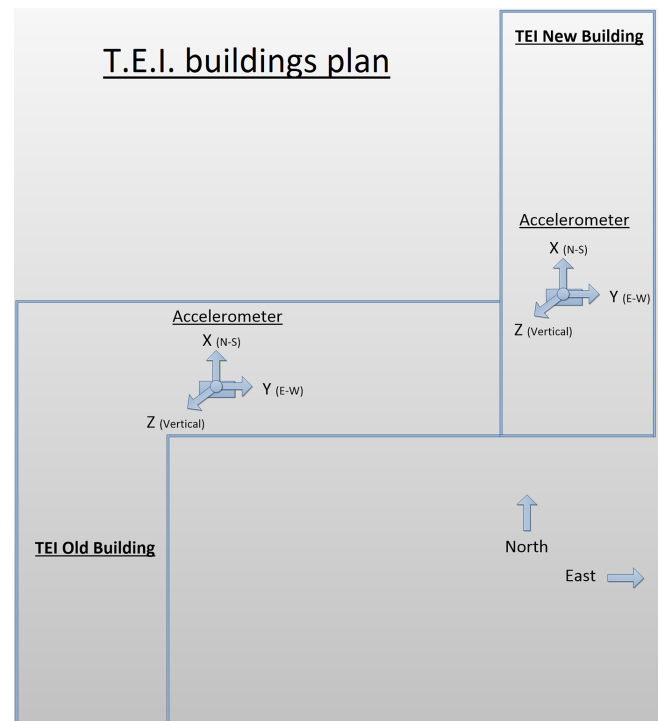 TEI New Building
T.E.I. buildings plan
Accelerometer
X (N-S)
Y (E-W)
Z (Vertical)
Accelerometer
X (N-S)
Y (E-W)
Z (Vertical)
TEI Old Building
North
East